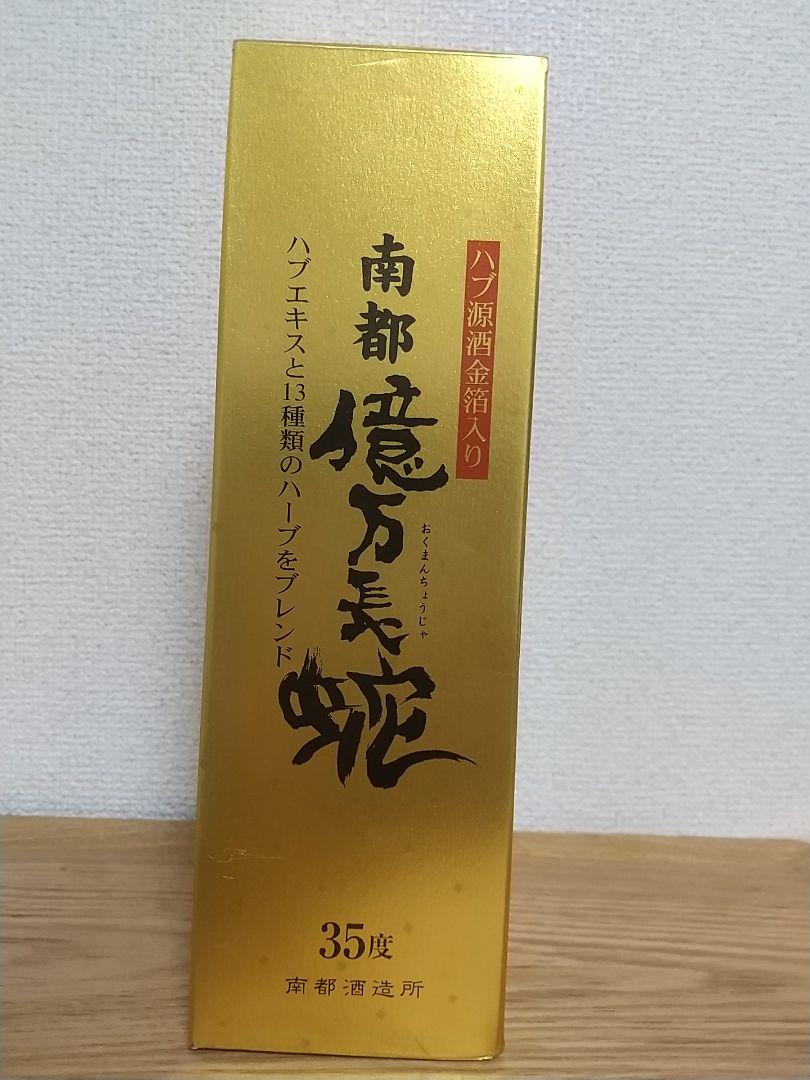 ハブ源酒金箔入り
南都
億万長蛇
おくまんちょうじゃ
ハブエキスと13種類のハーブをブレンド
35度
南都酒造所